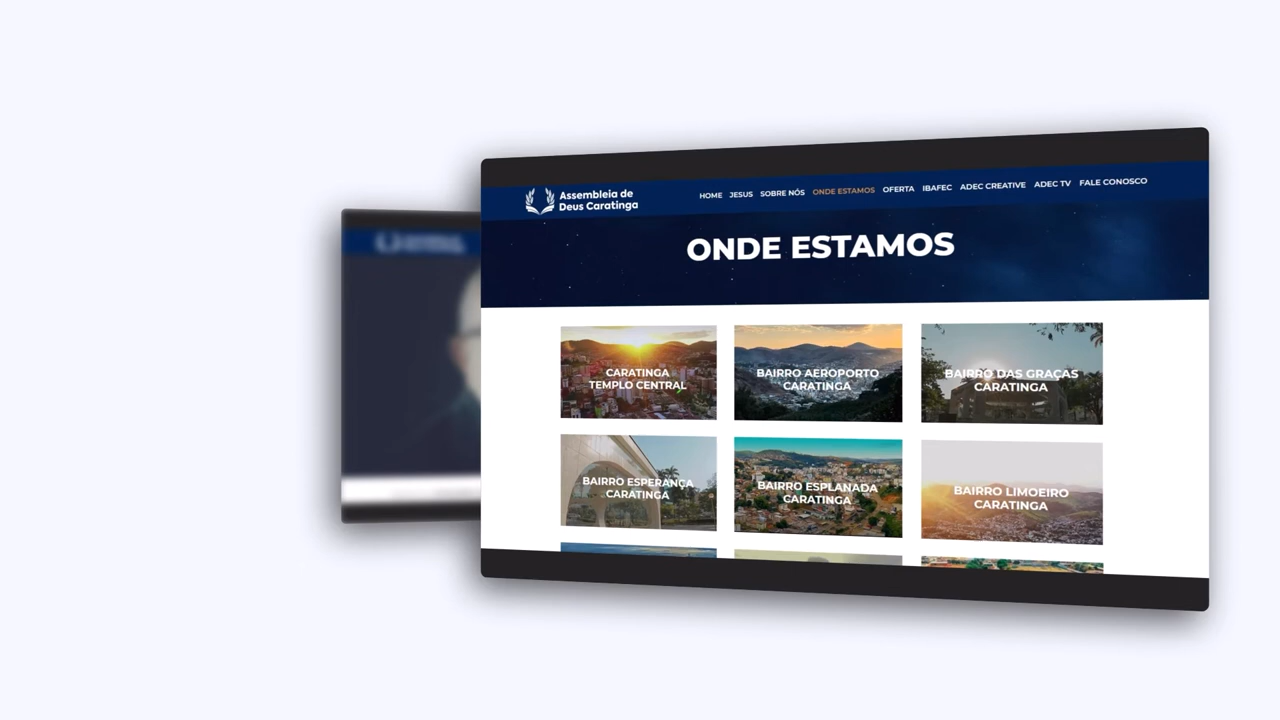 Assembleia de
Deus Caratinga
HOME JESUS SOBRE NÓS ONDE ESTAMOS OFERTA IBAFEC ADEC CREATIVE ADEC TV FALE CONOSCO
ONDE ESTAMOS
CARATINGA
TEMPLO CENTRAL
BAIRRO AEROPORTO
CARATINGA
BAIRRO DAS GRAÇAS
CARATINGA
BAIRRO ESPERANÇA
CARATINGA
BAIRRO ESPLANADA
CARATINGA
BAIRRO LIMOEIRO
CARATINGA